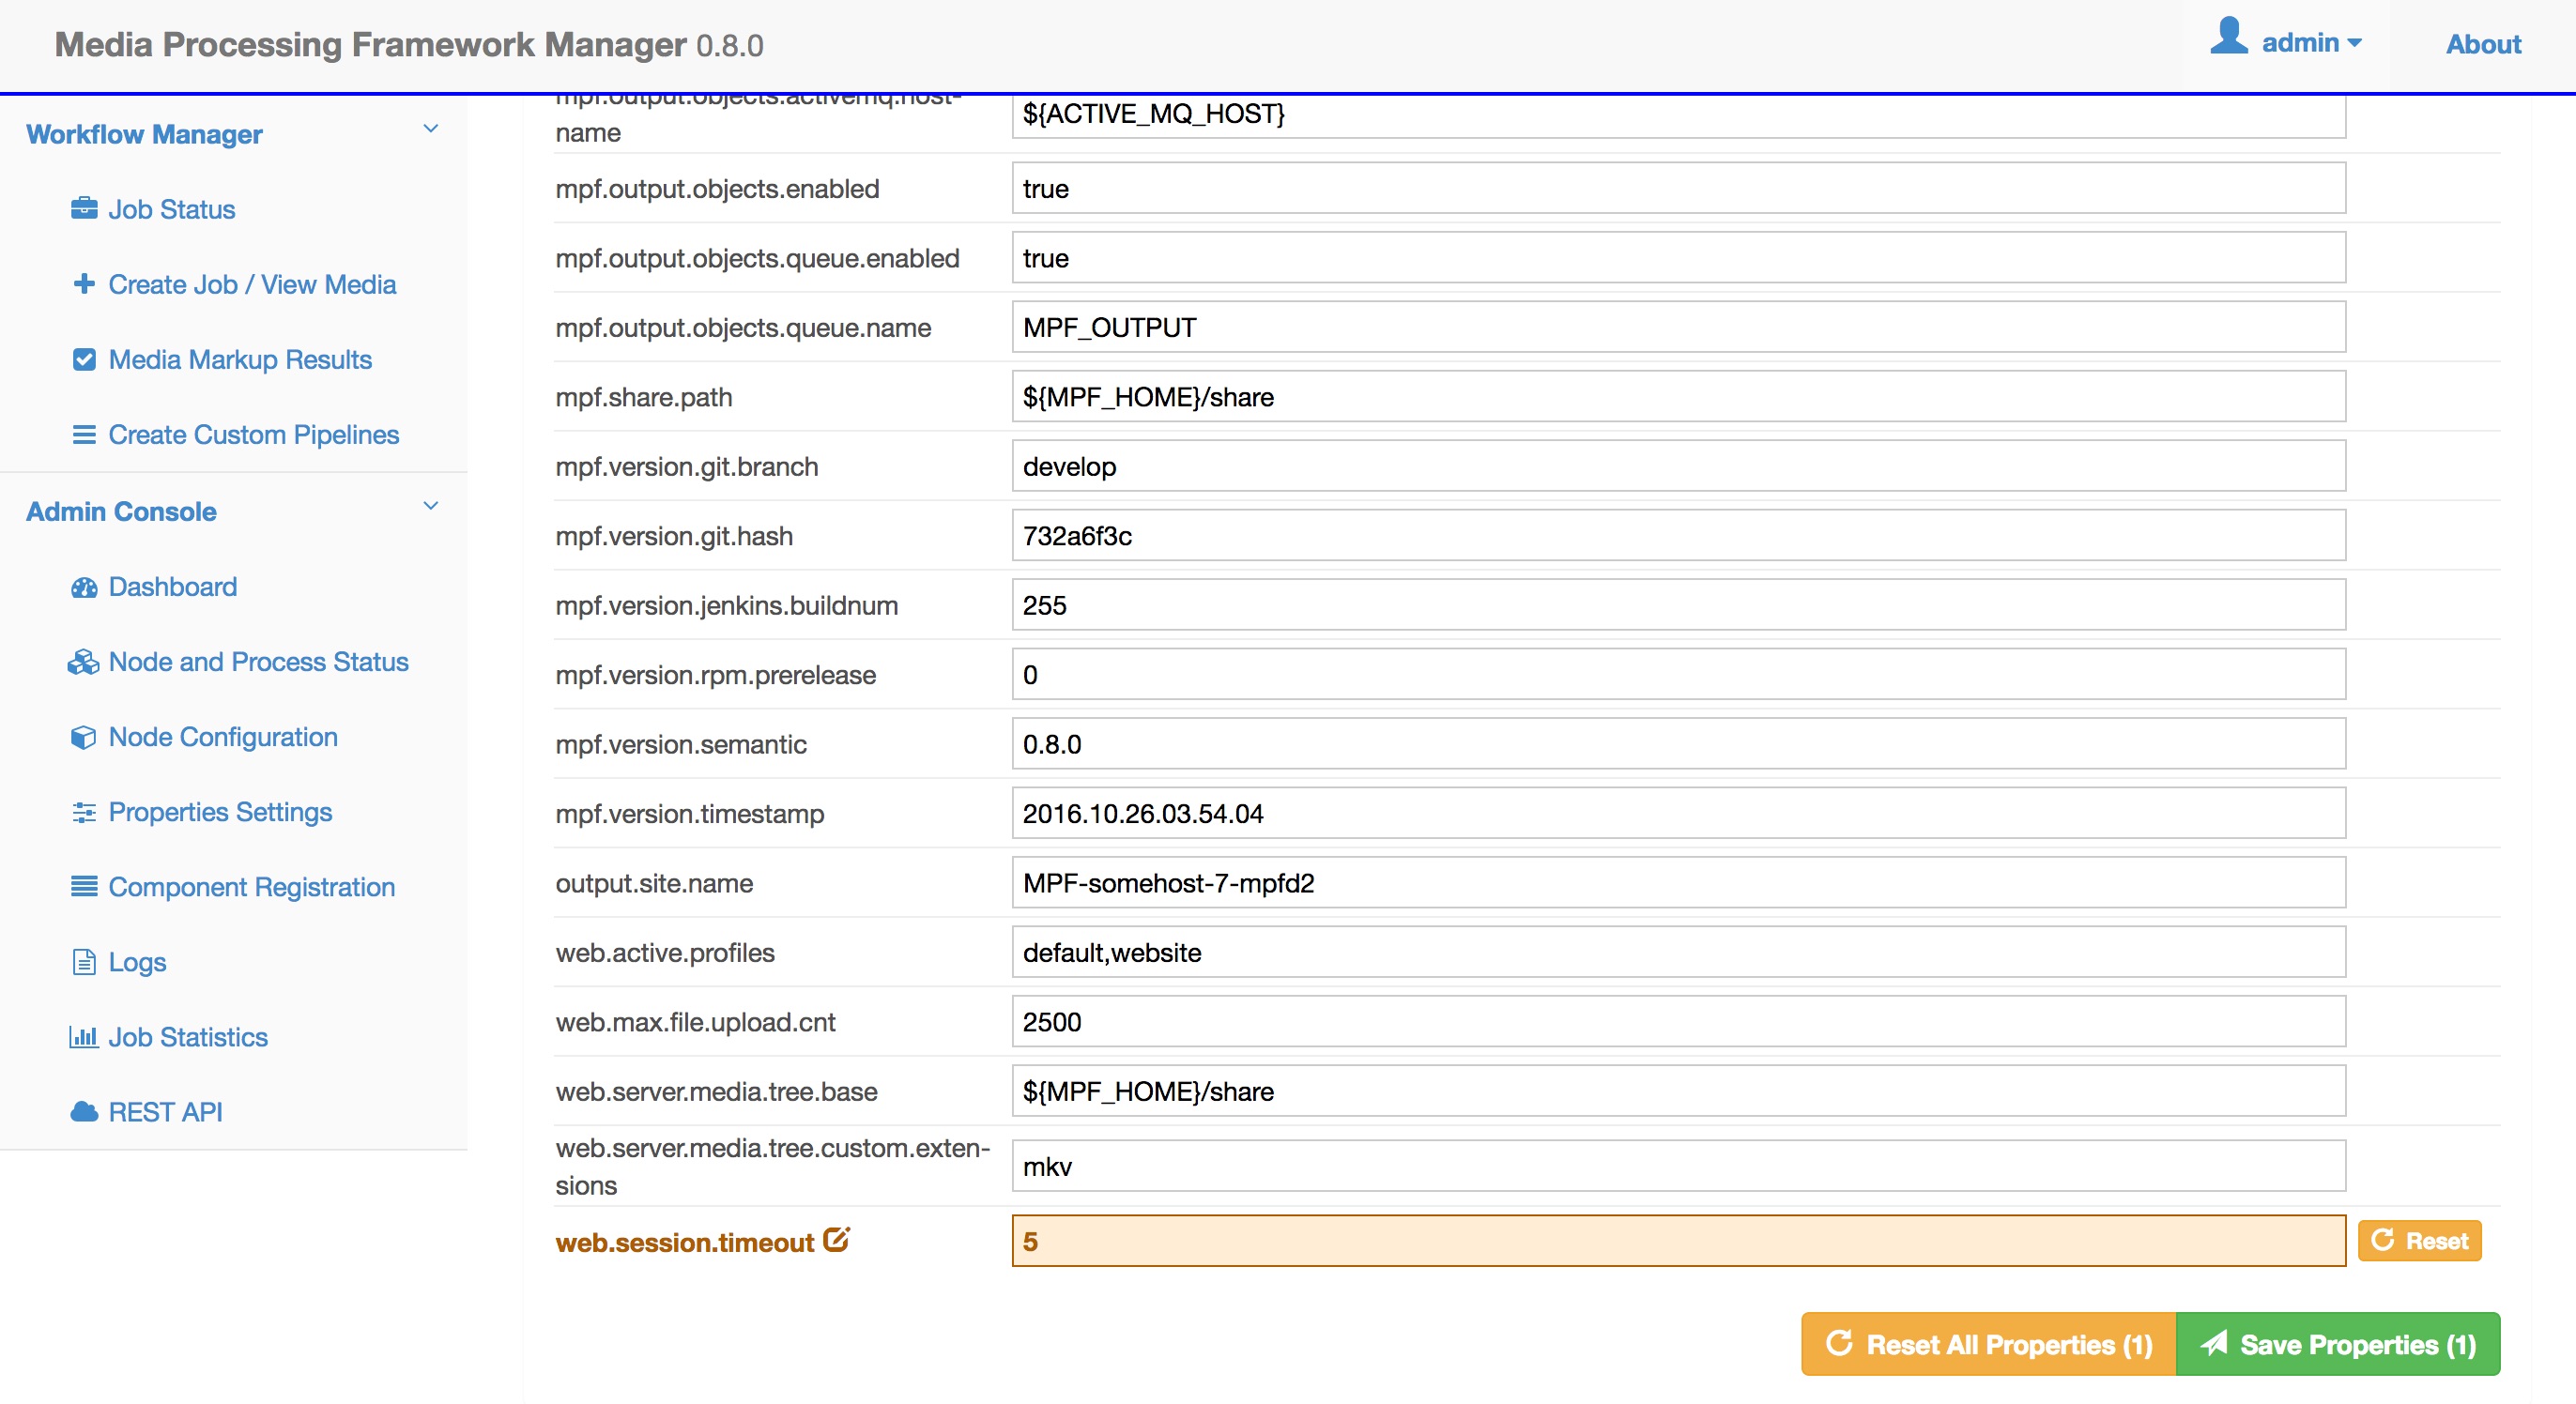 Media Processing Framework Manager 0.8.0
admin
About
Workflow Manager
Job Status
Create Job / View Media
Media Markup Results
Create Custom Pipelines
Admin Console
Dashboard
Node and Process Status
Node Configuration
Properties Settings
Component Registration
Logs
Job Statistics
REST API
mpf.output.objects.activemq.host-
name
${ACTIVE_MQ_HOST}
mpf.output.objects.enabled
true
mpf.output.objects.queue.enabled
true
mpf.output.objects.queue.name
MPF_OUTPUT
mpf.share.path
${MPF_HOME}/share
mpf.version.git.branch
develop
mpf.version.git.hash
732a6f3c
mpf.version.jenkins.buildnum
255
mpf.version.rpm.prerelease
0
mpf.version.semantic
0.8.0
mpf.version.timestamp
2016.10.26.03.54.04
output.site.name
MPF-somehost-7-mpfd2
web.active.profiles
default,website
web.max.file.upload.cnt
2500
web.server.media.tree.base
${MPF_HOME}/share
web.server.media.tree.custom.exten-
sions
mkv
web.session.timeout
5
Reset
Reset All Properties (1)
Save Properties (1)